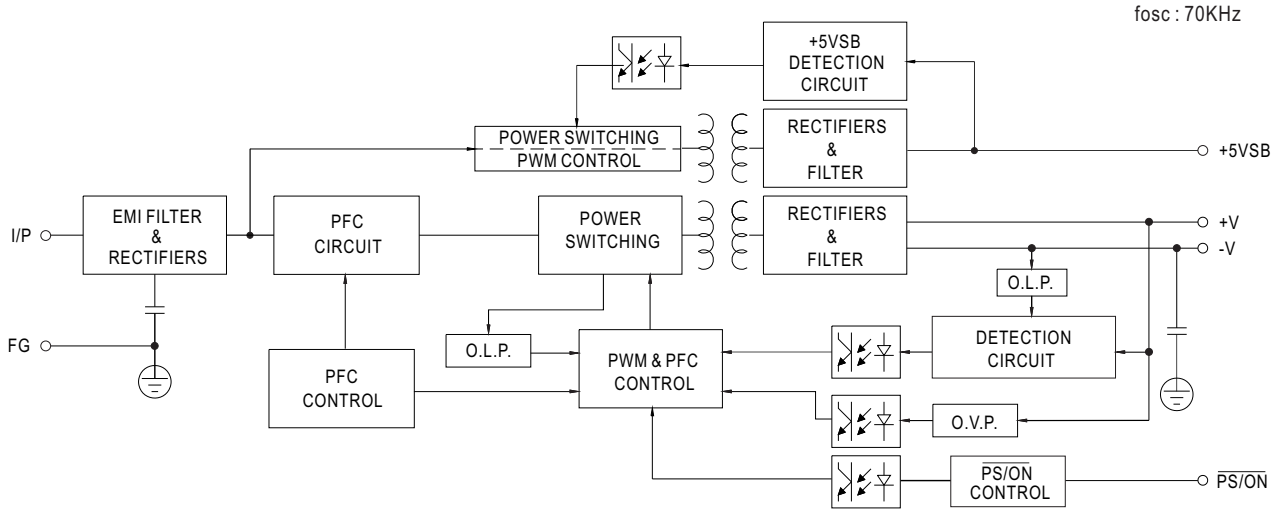 fosc : 70KHz
+5VSB
DETECTION
CIRCUIT
POWER SWITCHING
PWM CONTROL
RECTIFIERS
&
FILTER
+5VSB
I/P
EMI FILTER
&
RECTIFIERS
PFC
CIRCUIT
POWER
SWITCHING
RECTIFIERS
&
FILTER
+V
-V
O.L.P.
FG
O.L.P.
DETECTION
CIRCUIT
PFC
CONTROL
PWM & PFC
CONTROL
O.V.P.
PS/ON
CONTROL
PS/ON